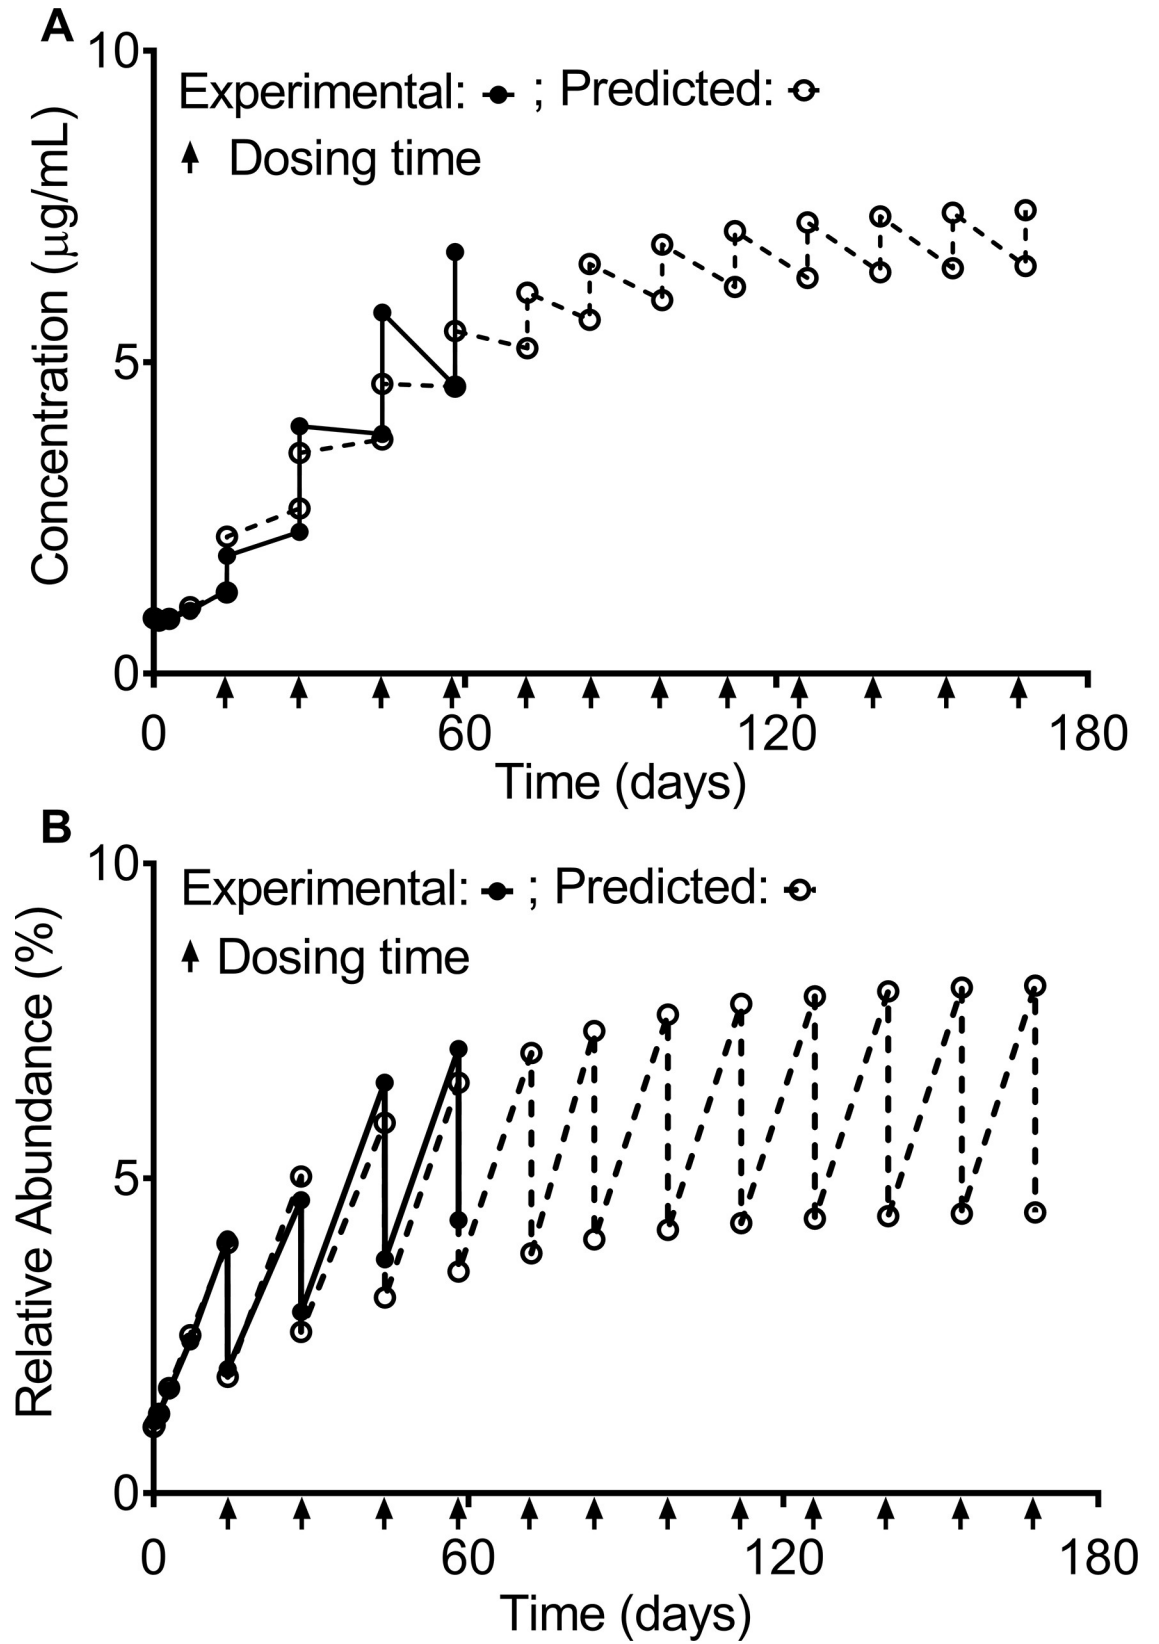 A
10
Experimental: ; Predicted:
Dosing time
Concentration (μg/mL)
5
0
0 60 120 180
Time (days)
B
10
Experimental: ; Predicted:
Dosing time
Relative Abundance (%)
5
0
0 60 120 180
Time (days)